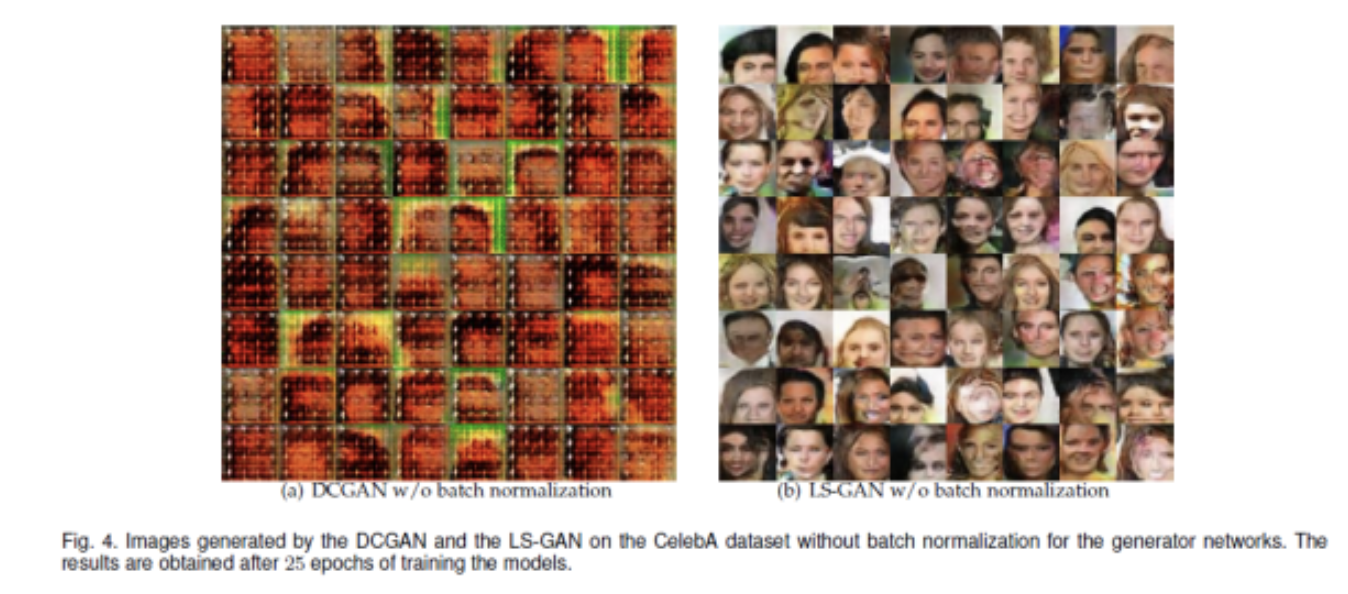 (a) DCGAN w/o batch normalization
(b) LS-GAN w/o batch normalization
Fig. 4. Images generated by the DCGAN and the LS-GAN on the CelebA dataset without batch normalization for the generator networks. The
results are obtained after 25 epochs of training the models.